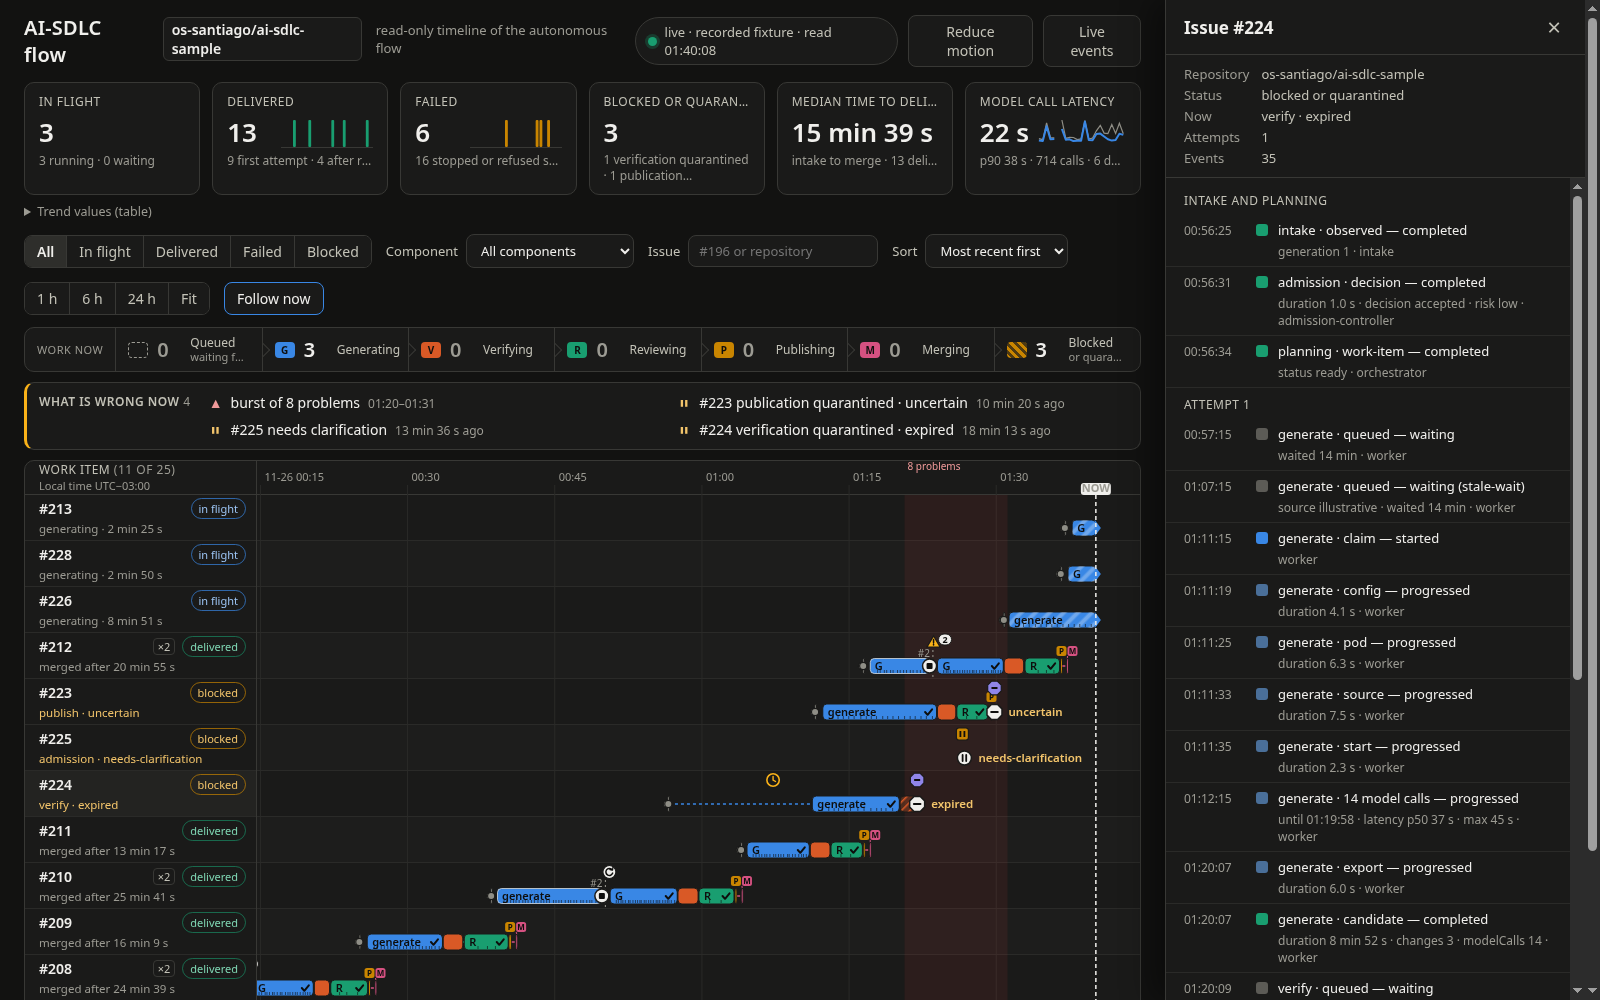 AI-SDLC flow
os-santiago/ai-sdlc-sample
read-only timeline of the autonomous flow
live · recorded fixture · read 01:40:08
Reduce motion
Live events
IN FLIGHT
3
3 running · 0 waiting
DELIVERED
13
9 first attempt · 4 after r...
FAILED
6
16 stopped or refused s...
BLOCKED OR QUARAN...
3
1 verification quarantined
· 1 publication...
MEDIAN TIME TO DELI...
15 min 39 s
intake to merge · 13 deli...
MODEL CALL LATENCY
22 s
p90 38 s · 714 calls · 6 d...
Trend values (table)
All
In flight
Delivered
Failed
Blocked
Component
All components
Issue
#196 or repository
Sort
Most recent first
1 h
6 h
24 h
Fit
Follow now
WORK NOW
0
Queued
waiting f...
G
3
Generating
V
0
Verifying
R
0
Reviewing
P
0
Publishing
M
0
Merging
3
Blocked
or quara...
WHAT IS WRONG NOW 4
burst of 8 problems 01:20–01:31
#223 publication quarantined · uncertain 10 min 20 s ago
#225 needs clarification 13 min 36 s ago
#224 verification quarantined · expired 18 min 13 s ago
WORK ITEM (11 OF 25)
Local time UTC−03:00
11-26 00:15
00:30
00:45
01:00
01:15
01:30
8 problems
NOW
#213
in flight
generating · 2 min 25 s
G
#228
in flight
generating · 2 min 50 s
G
#226
in flight
generating · 8 min 51 s
generate
#212
×2
delivered
merged after 20 min 55 s
2
#2
G
G
R
P
M
#223
blocked
publish · uncertain
generate
R
P
uncertain
#225
blocked
admission · needs-clarification
needs-clarification
#224
blocked
verify · expired
generate
expired
#211
delivered
merged after 13 min 17 s
G
R
P
M
#210
×2
delivered
merged after 25 min 41 s
generate
#2
G
R
P
M
#209
delivered
merged after 16 min 9 s
generate
R
P
M
#208
×2
delivered
merged after 24 min 39 s
G
R
P
M
Issue #224
Repository os-santiago/ai-sdlc-sample
Status blocked or quarantined
Now verify · expired
Attempts 1
Events 35
INTAKE AND PLANNING
00:56:25 intake · observed — completed
generation 1 · intake
00:56:31 admission · decision — completed
duration 1.0 s · decision accepted · risk low ·
admission-controller
00:56:34 planning · work-item — completed
status ready · orchestrator
ATTEMPT 1
00:57:15 generate · queued — waiting
waited 14 min · worker
01:07:15 generate · queued — waiting (stale-wait)
source illustrative · waited 14 min · worker
01:11:15 generate · claim — started
worker
01:11:19 generate · config — progressed
duration 4.1 s · worker
01:11:25 generate · pod — progressed
duration 6.3 s · worker
01:11:33 generate · source — progressed
duration 7.5 s · worker
01:11:35 generate · start — progressed
duration 2.3 s · worker
01:12:15 generate · 14 model calls — progressed
until 01:19:58 · latency p50 37 s · max 45 s ·
worker
01:20:07 generate · export — progressed
duration 6.0 s · worker
01:20:07 generate · candidate — completed
duration 8 min 52 s · changes 3 · modelCalls 14 ·
worker
01:20:09 verify · queued — waiting